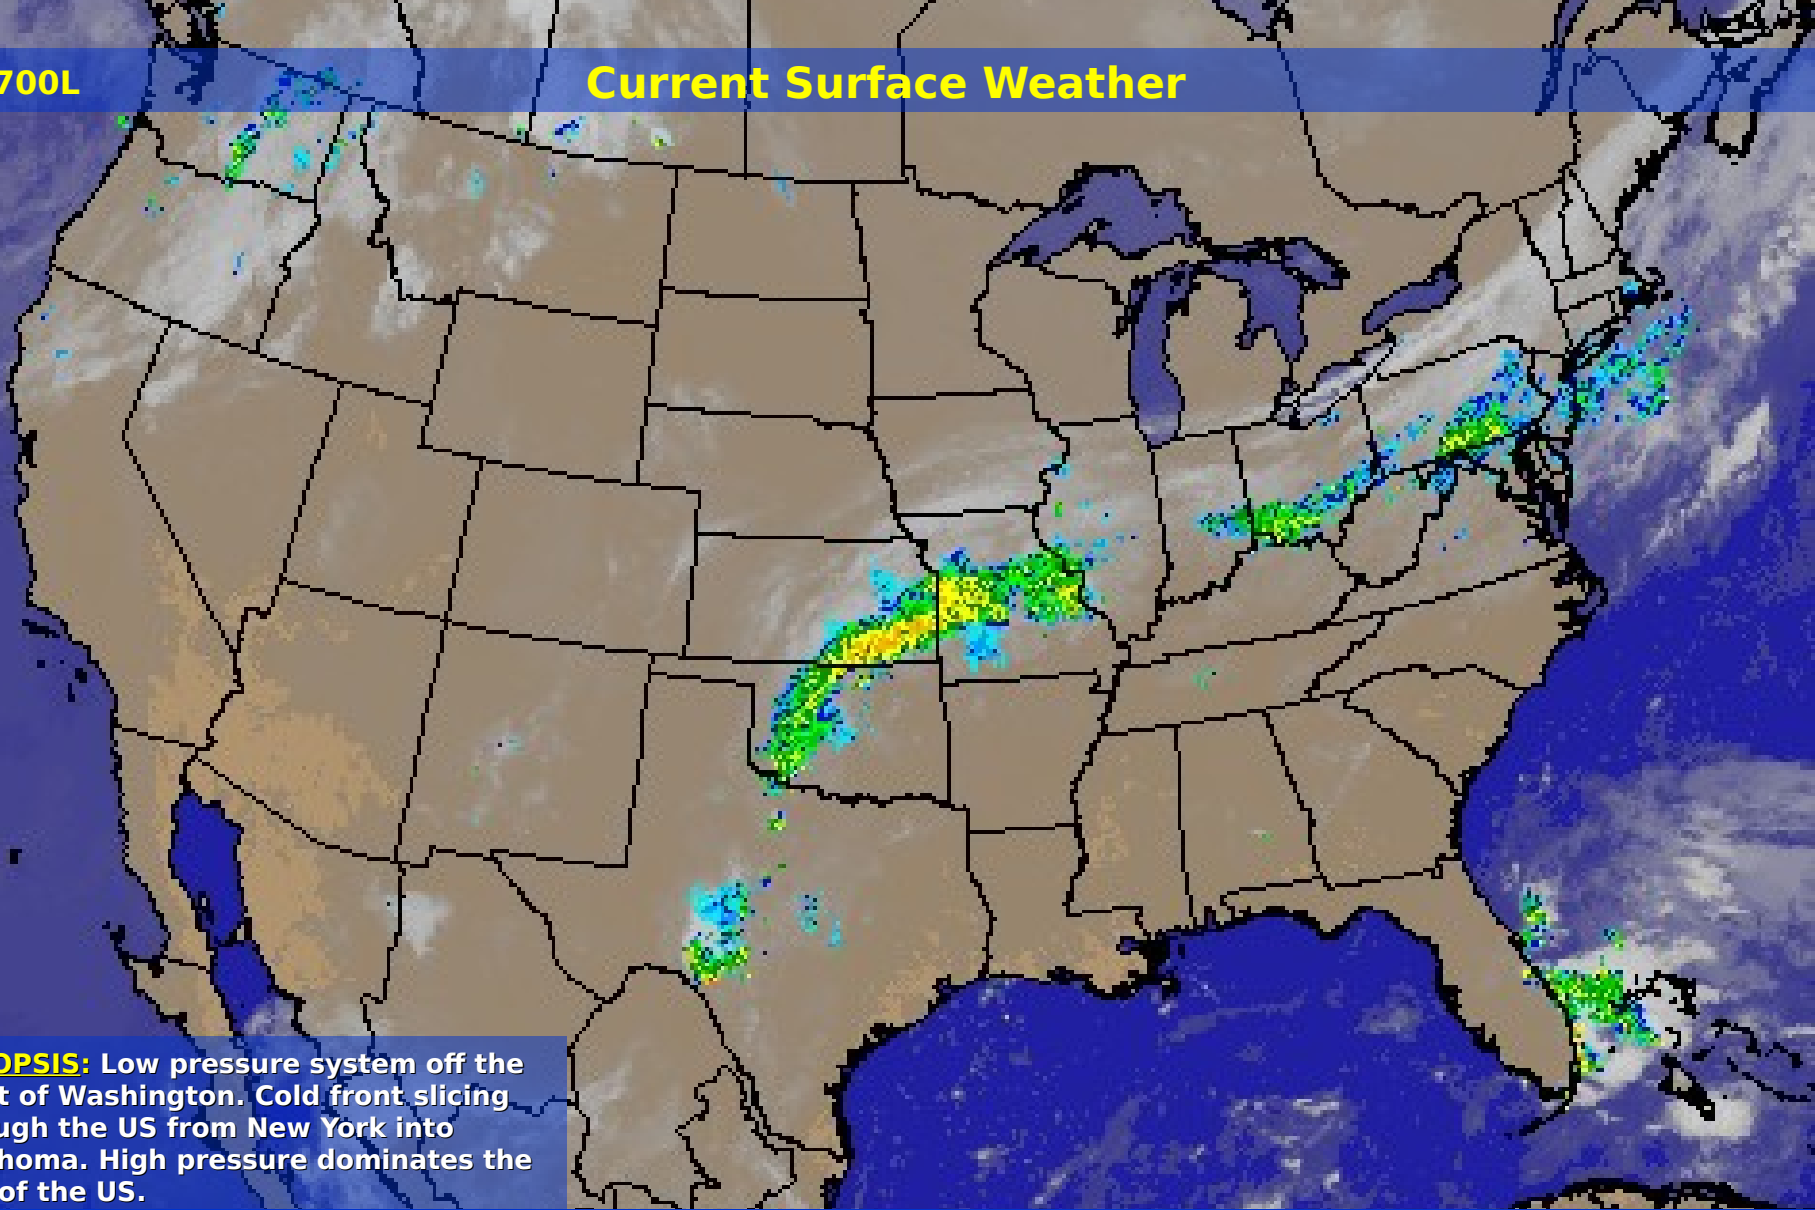 700L
Current Surface Weather
OPSIS: Low pressure system off the
t of Washington. Cold front slicing
ugh the US from New York into
homa. High pressure dominates the
of the US.